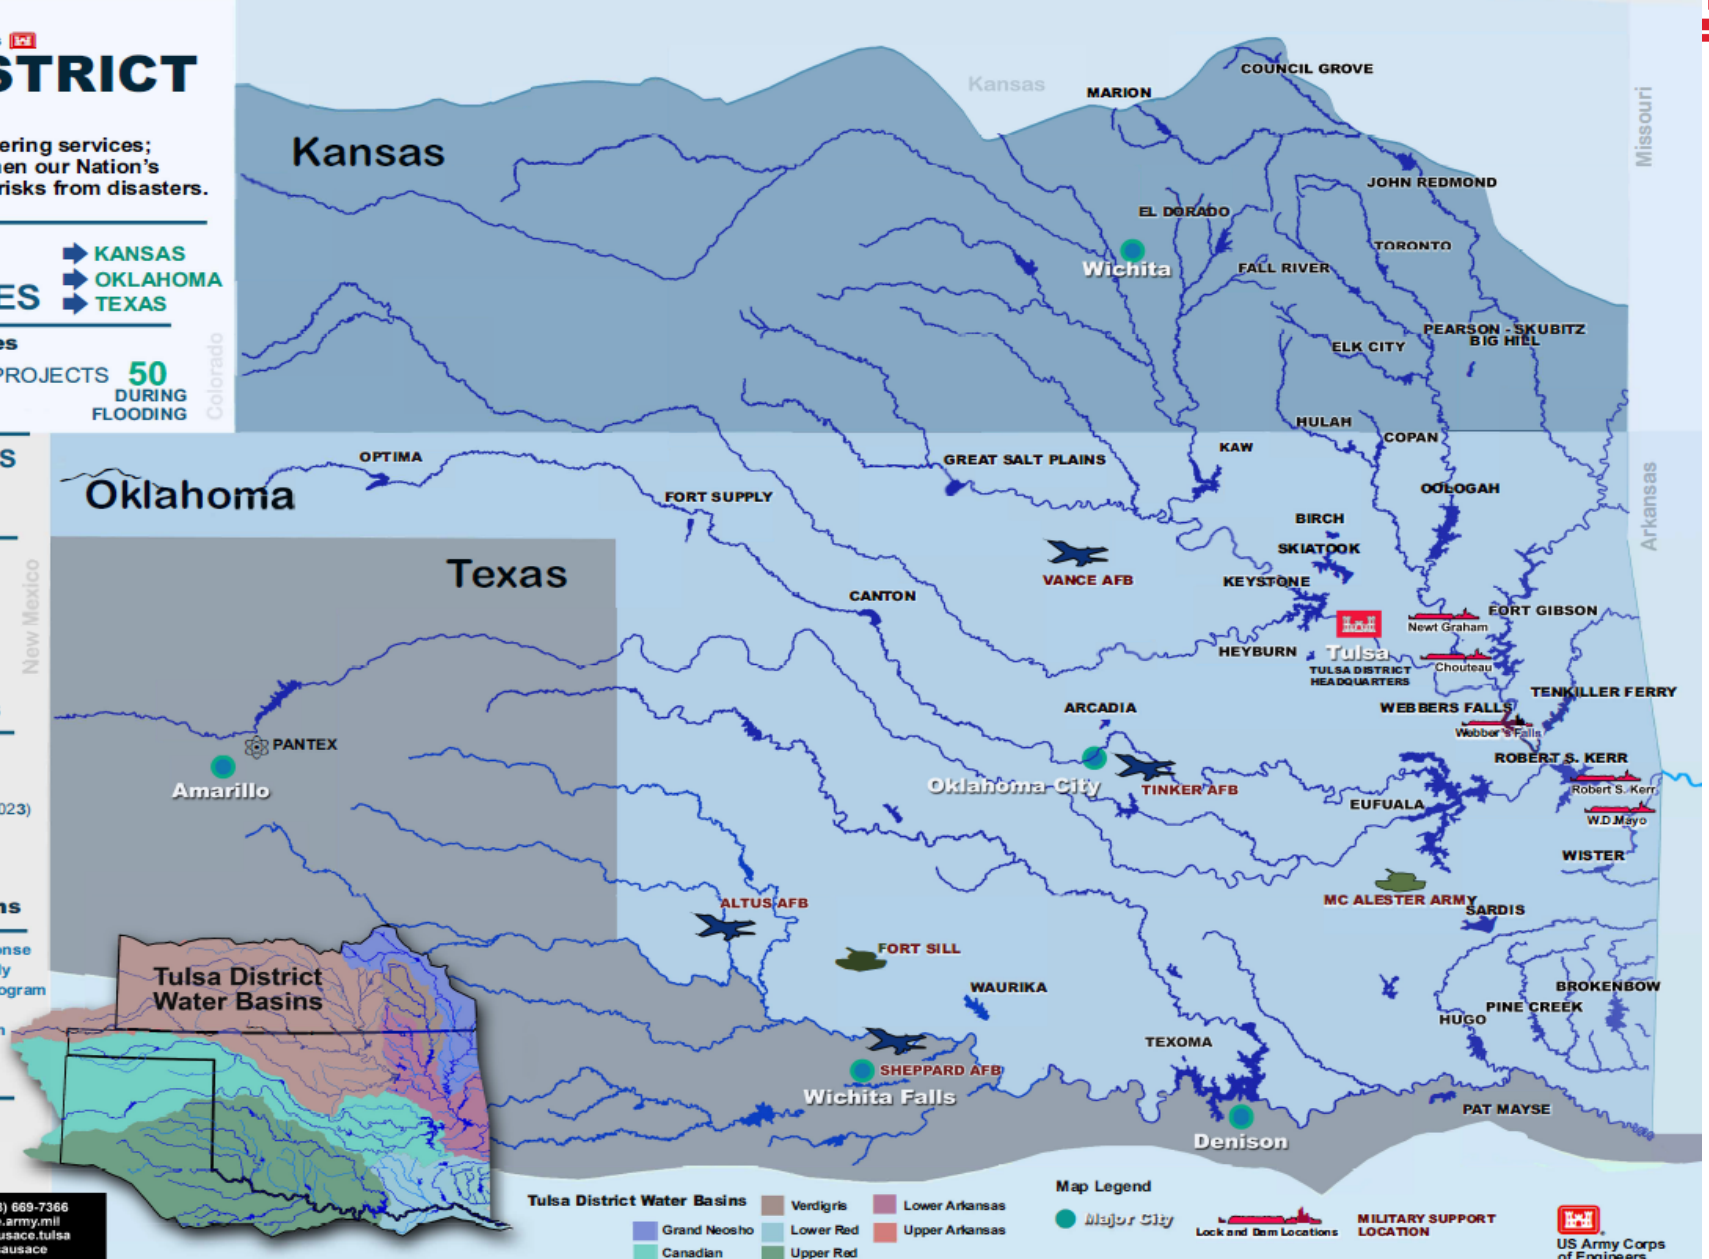 STRICT
ering services;
nen our Nation's
risks from disasters.
KANSAS
OKLAHOMA
TEXAS
ES
es
PROJECTS 50
DURING
FLOODING
S
023)
ns
onse
ly
ogram
n
) 669-7366
e.army.mil
usace.tulsa
usace
Colorado
New Mexico
Missouri
Arkansas
Kansas
Kansas
MARION
COUNCIL GROVE
JOHN REDMOND
EL DORADO
TORONTO
Wichita
FALL RIVER
PEARSON - SKUBITZ
BIG HILL
ELK CITY
HULAH
COPAN
KAW
Oklahoma
OPTIMA
FORT SUPPLY
GREAT SALT PLAINS
OOLOGAH
BIRCH
SKIATOOK
Texas
VANCE AFB
KEYSTONE
CANTON
FORT GIBSON
Newt Graham
HEYBURN
Tulsa
TULSA DISTRICT
HEADQUARTERS
Chouteau
TENKILLER FERRY
ARCADIA
WEBBERS FALLS
Webber's Falls
PANTEX
Amarillo
Oklahoma City
TINKER AFB
ROBERT S. KERR
Robert S. Kerr
EUFUALA
W.D.Mayo
WISTER
ALTUS AFB
MC ALESTER ARMY
SARDIS
FORT SILL
WAURIKA
BROKENBOW
PINE CREEK
HUGO
TEXOMA
SHEPPARD AFB
Wichita Falls
PAT MAYSE
Denison
Tulsa District
Water Basins
Tulsa District Water Basins
Grand Neosho
Canadian
Verdigris
Lower Red
Upper Red
Lower Arkansas
Upper Arkansas
Map Legend
Major City
Lock and Dam Locations
MILITARY SUPPORT
LOCATION
US Army Corps
of Engineers